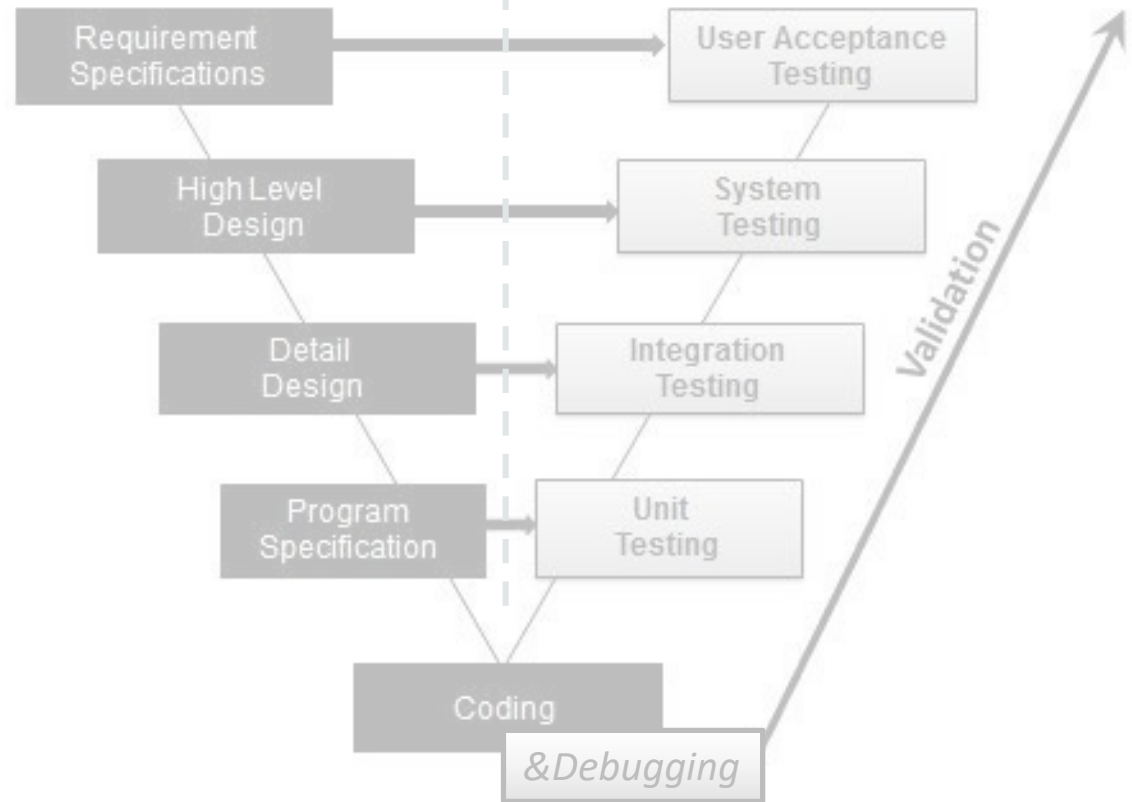 Requirement
Specifications
User Acceptance
Testing
High Level
Design
System
Testing
Validation
Detail
Design
Integration
Testing
Program
Specification
Unit
Testing
Coding
&Debugging